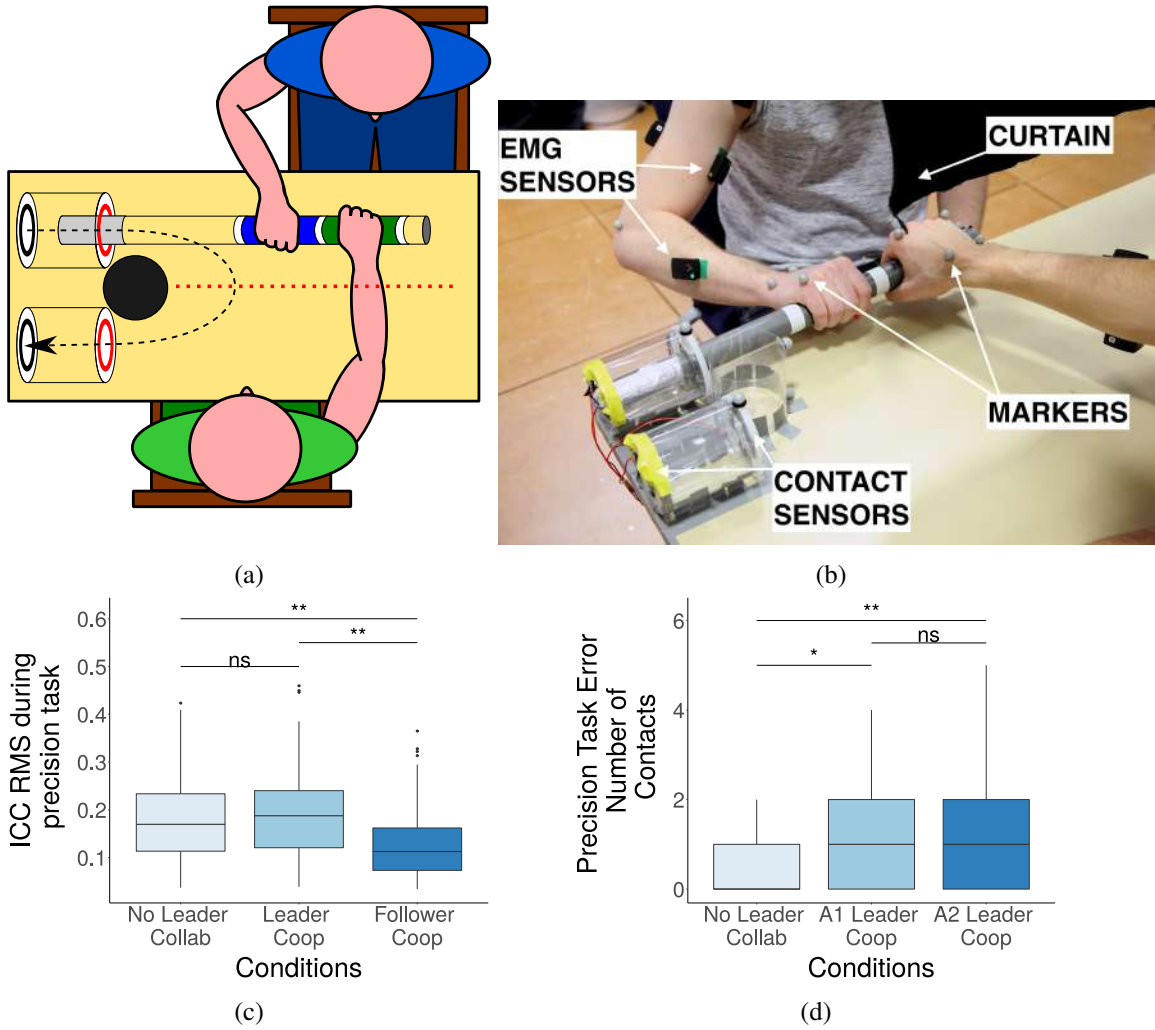 EMG
SENSORS
CURTAIN
MARKERS
CONTACT
SENSORS
(a)
(b)
ICC RMS during
precision task
0.6
0.5
0.4
0.3
0.2
0.1
**
**
ns
No Leader
Collab
Leader
Coop
Follower
Coop
Conditions
(c)
Precision Task Error
Number of
Contacts
6
4
2
0
**
ns
*
No Leader
Collab
A1 Leader
Coop
A2 Leader
Coop
Conditions
(d)